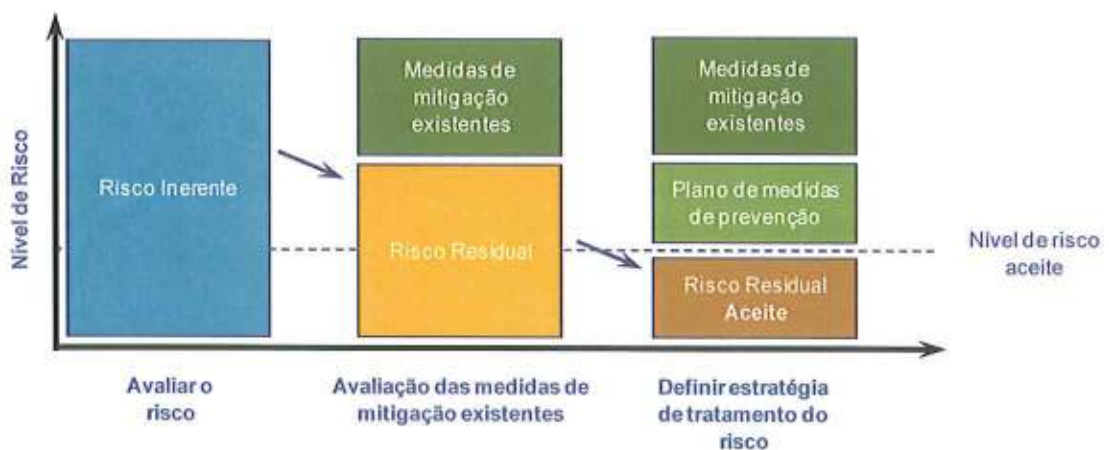 Nível de Risco
Risco Inerente
Medidas de
mitigação
existentes
Risco Residual
Medidas de
mitigação
existentes
Plano de medidas
de prevenção
Risco Residual
Aceite
Nível de risco
aceite
Avaliar o
risco
Avaliação das medidas de
mitigação existentes
Definir estratégia
de tratamento do
risco